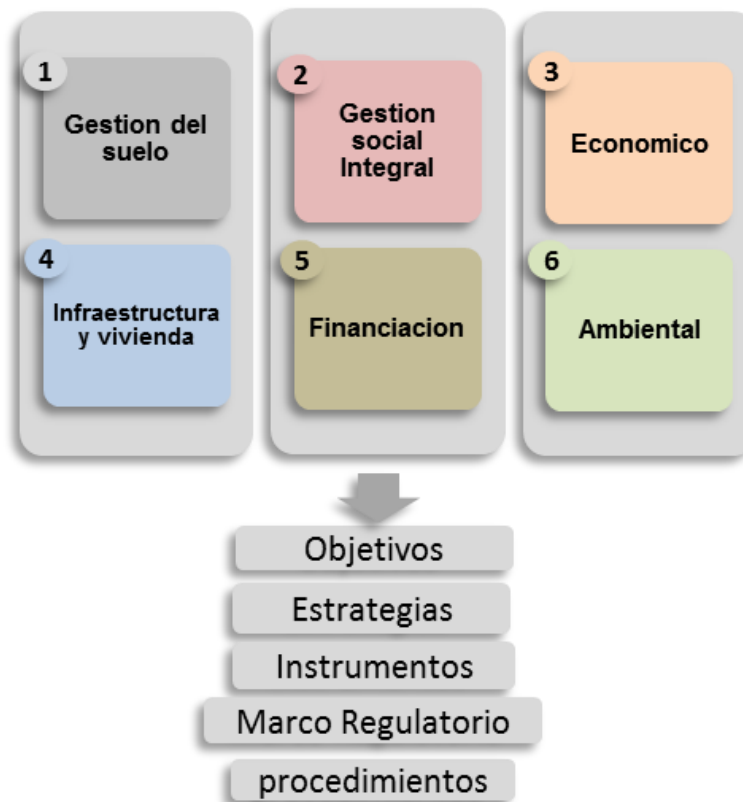 1
Gestion del
suelo
2
Gestion
social
Integral
3
Economico
4
Infraestructura
y vivienda
5
Financiacion
6
Ambiental
Objetivos
Estrategias
Instrumentos
Marco Regulatorio
procedimientos